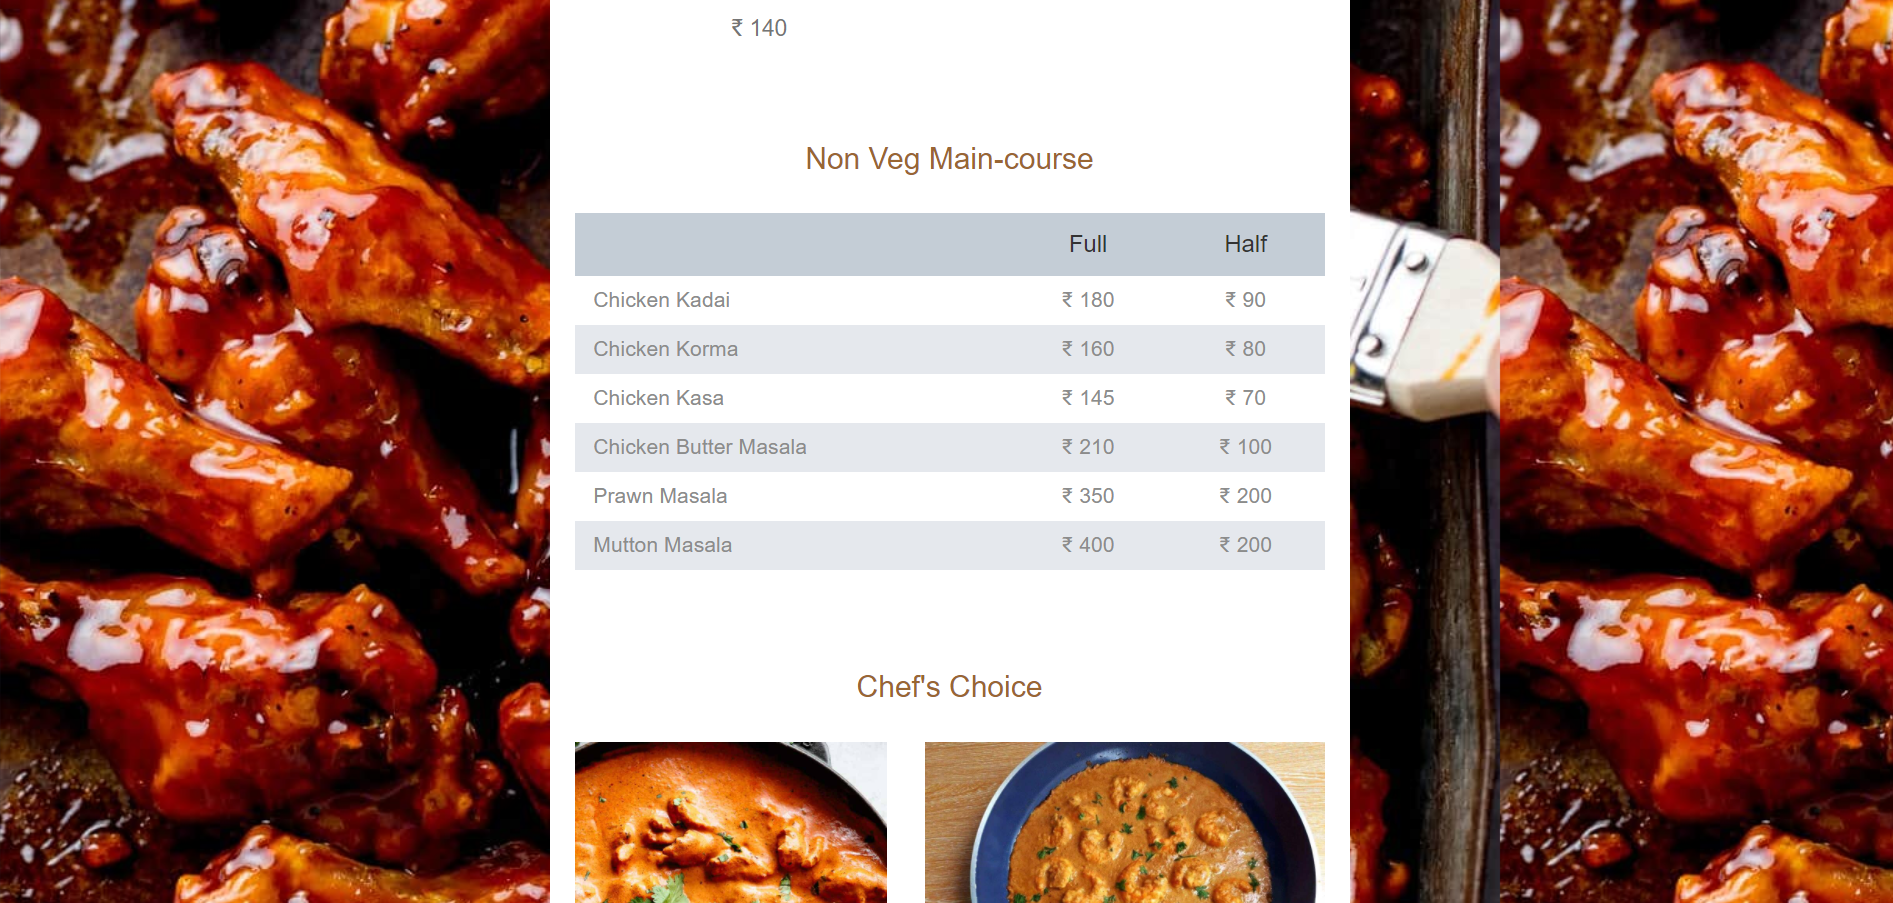 ₹ 140
Non Veg Main-course
Full Half
Chicken Kadai ₹ 180 ₹ 90
Chicken Korma ₹ 160 ₹ 80
Chicken Kasa ₹ 145 ₹ 70
Chicken Butter Masala ₹ 210 ₹ 100
Prawn Masala ₹ 350 ₹ 200
Mutton Masala ₹ 400 ₹ 200
Chef's Choice